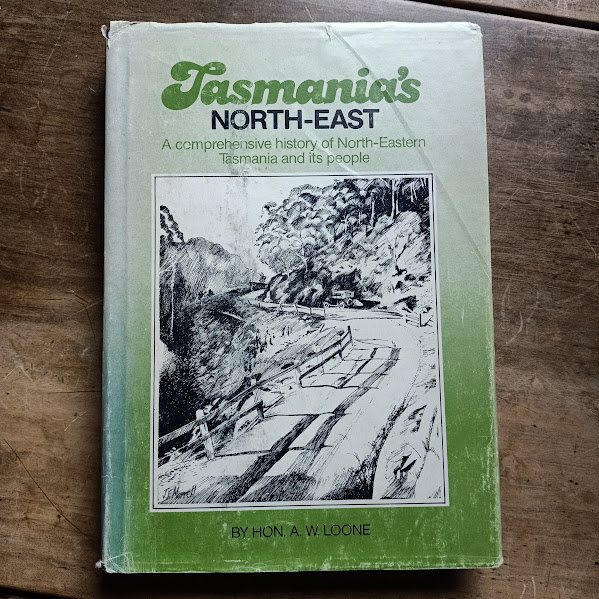 Tasmania's
NORTH-EAST
A comprehensive history of North-Eastern
Tasmania and its people
BY HON. A. W. LOONE